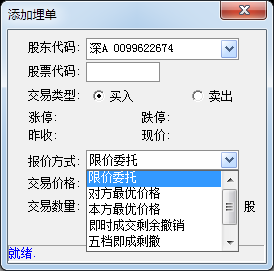 添加埋单
股东代码: 深A 0099622674
股票代码:
交易类型: 买入 卖出
涨停: 跌停:
昨收: 现价:
报价方式: 限价委托
交易价格: 限价委托
对方最优价格
交易数量: 本方最优价格 股
即时成交剩余撤销
五档即成剩撤
就绪.